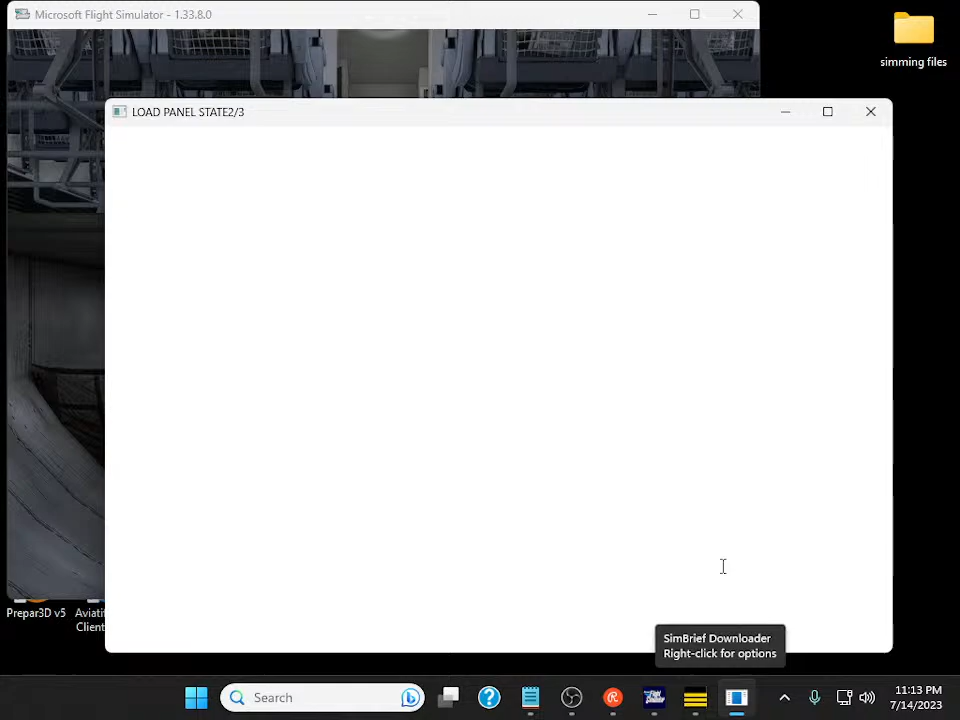 Microsoft Flight Simulator - 1.33.8.0
simming files
LOAD PANEL STATE2/3
Prepar3D v5
Aviati
Client
SimBrief Downloader
Right-click for options
Search
11:13 PM
7/14/2023